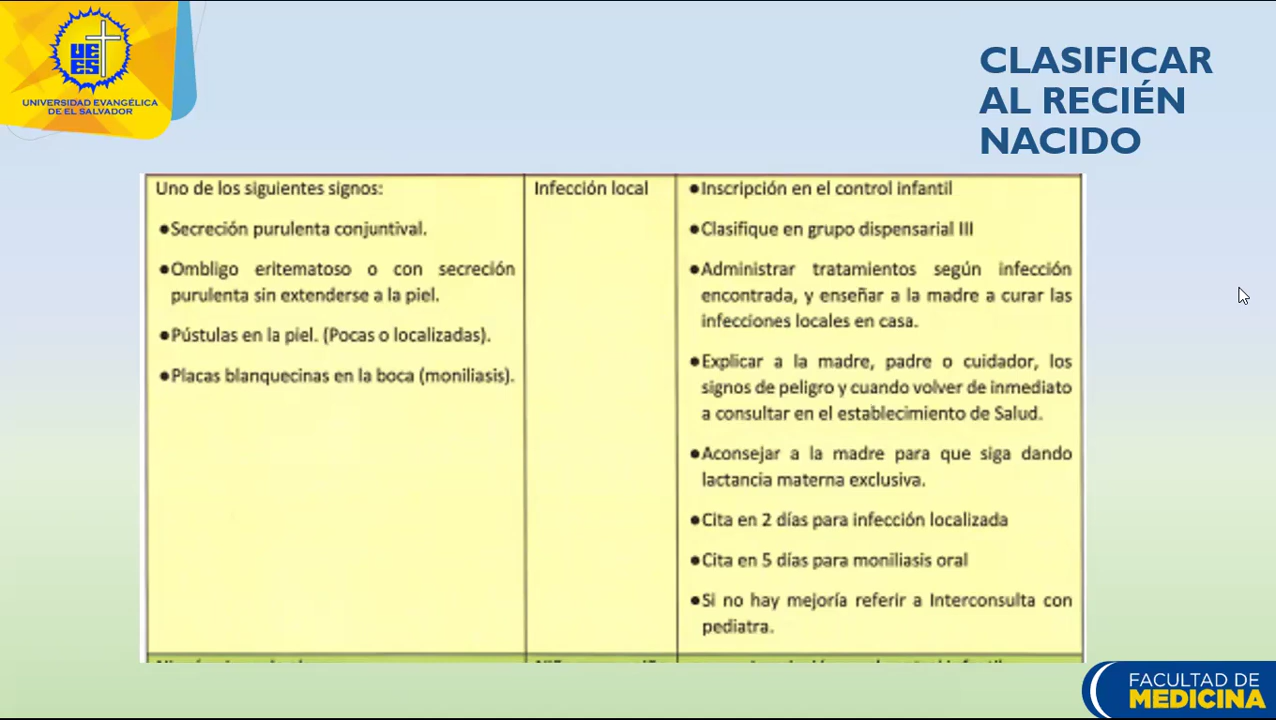 UE
ES
UNIVERSIDAD EVANGÉLICA
DE EL SALVADOR
CLASIFICAR
AL RECIÉN
NACIDO
Uno de los siguientes signos:
●Secreción purulenta conjuntival.
●Ombligo eritematoso o con secreción
purulenta sin extenderse a la piel.
●Pústulas en la piel. (Pocas o localizadas).
●Placas blanquecinas en la boca (moniliasis).
Infección local
●Inscripción en el control infantil
●Clasifique en grupo dispensarial III
●Administrar tratamientos según infección
encontrada, y enseñar a la madre a curar las
infecciones locales en casa.
●Explicar a la madre, padre o cuidador, los
signos de peligro y cuando volver de inmediato
a consultar en el establecimiento de Salud.
●Aconsejar a la madre para que siga dando
lactancia materna exclusiva.
●Cita en 2 días para infección localizada
●Cita en 5 días para moniliasis oral
●Si no hay mejoría referir a Interconsulta con
pediatra.
FACULTAD DE
MEDICINA